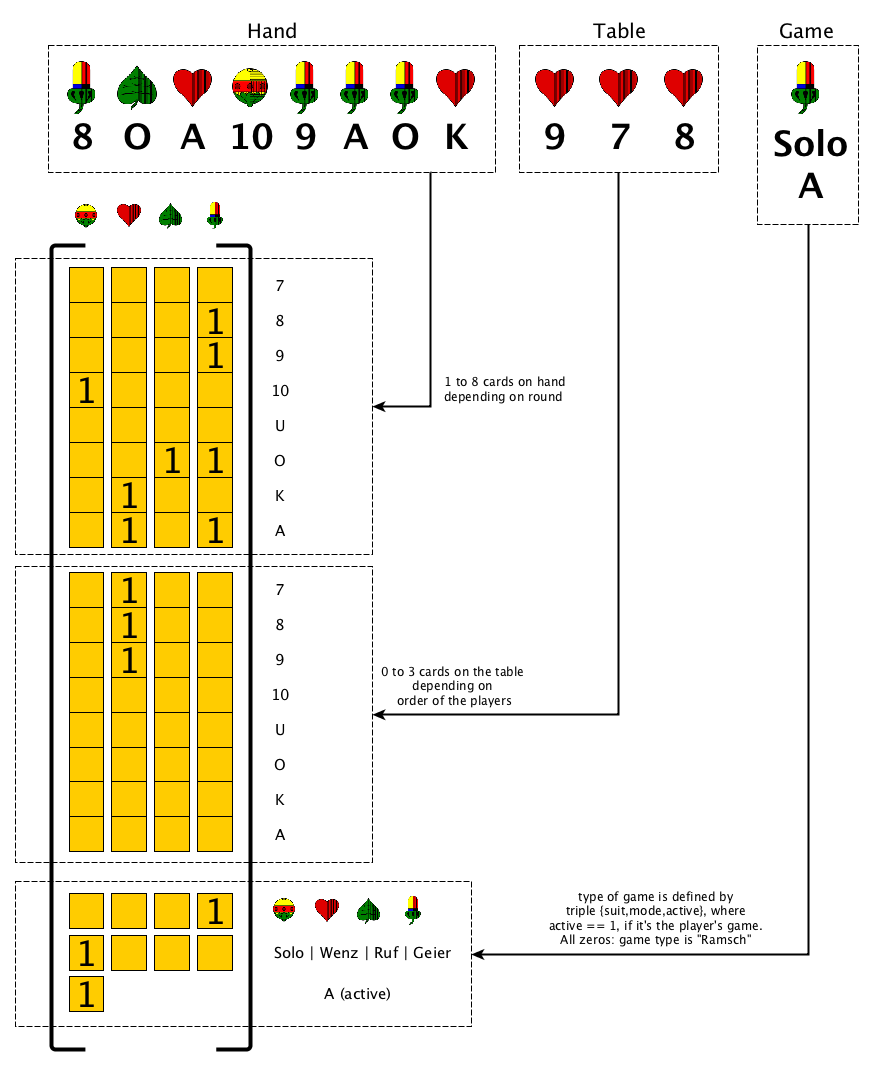 Hand
Table
Game
8 O A 10 9 A O K
9 7 8
Solo
A
7
8 1
9 1
1 10
U
1 1 O
1 K
1 1 A
1 to 8 cards on hand
depending on round
1 7
1 8
1 9
10
U
O
K
A
0 to 3 cards on the table
depending on
order of the players
1
1 Solo | Wenz | Ruf | Geier
1 A (active)
type of game is defined by
triple {suit,mode,active}, where
active == 1, if it's the player's game.
All zeros: game type is "Ramsch"